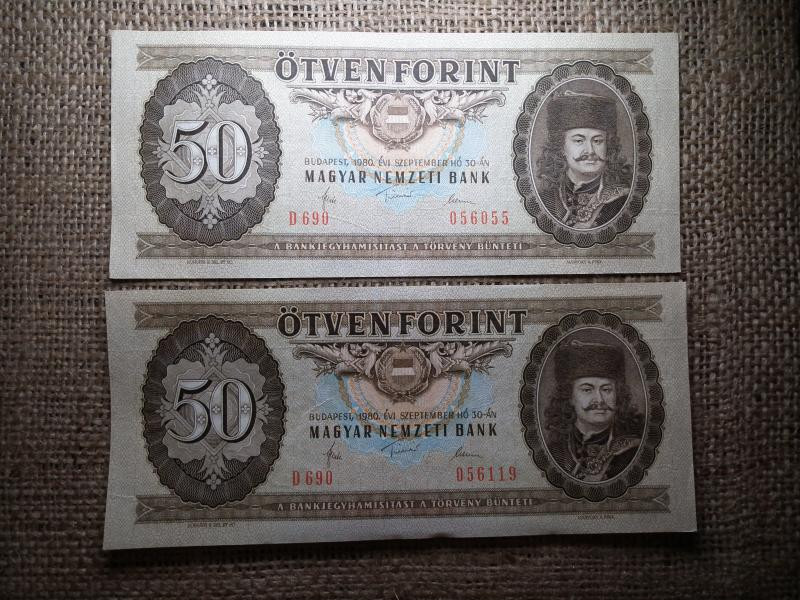 ÖTVEN FORINT
50
BUDAPEST, 1980. ÉVI SZEPTEMBER HÓ 30-ÁN
MAGYAR NEMZETI BANK
D 690 056055
A BANKJEGYHAMISÍTÁST A TÖRVÉNY BÜNTETI
ÖTVEN FORINT
50
BUDAPEST, 1980. ÉVI SZEPTEMBER HÓ 30-ÁN
MAGYAR NEMZETI BANK
D 690 056119
A BANKJEGYHAMISÍTÁST A TÖRVÉNY BÜNTETI